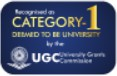 Recognised as
CATEGORY-1
DEEMED TO BE UNIVERSITY
by the
UGC University Grants
Commission